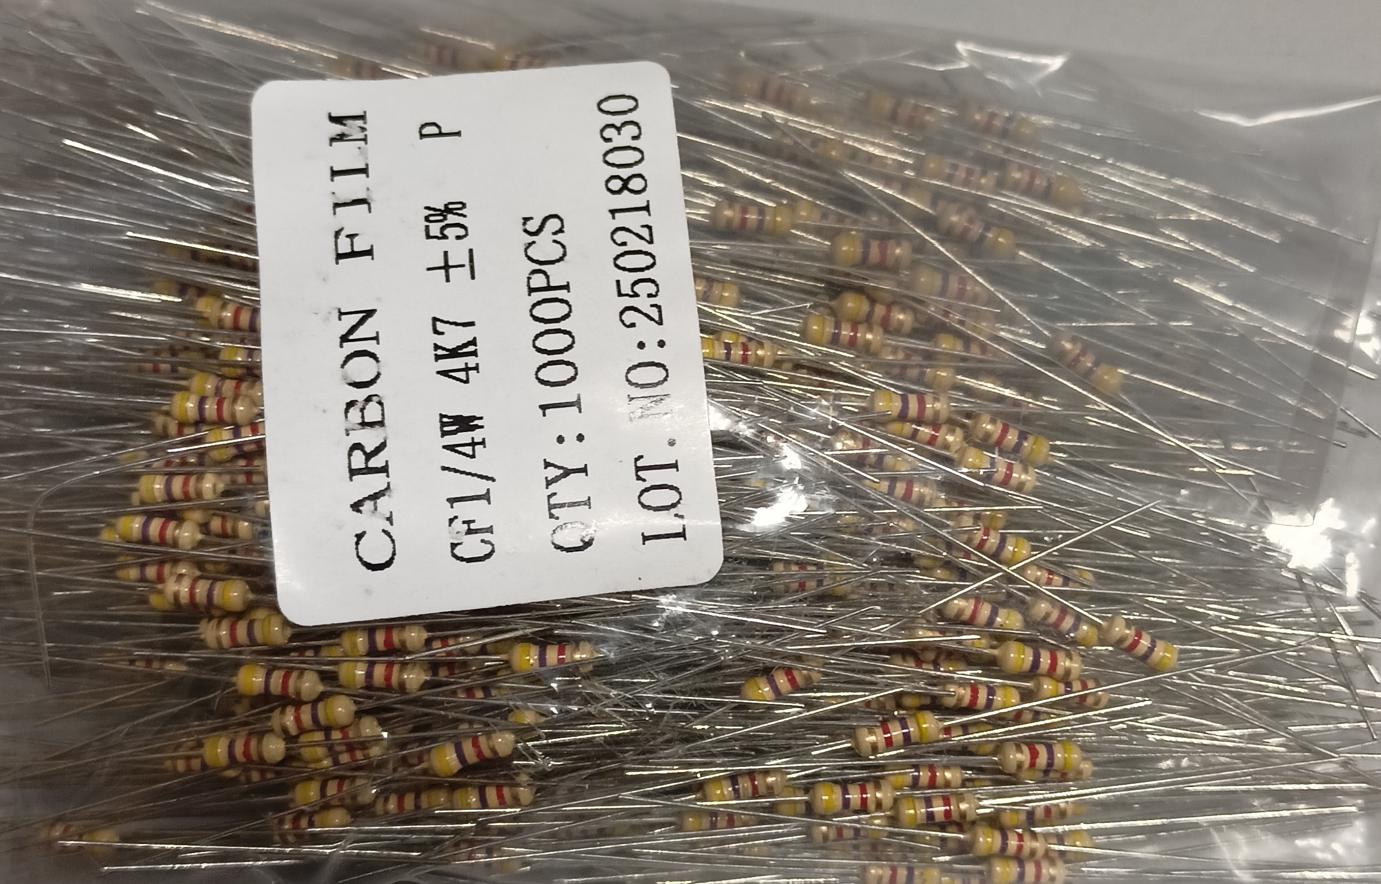 CARBON FILM
CF1/4W 4K7 ±5% P
QTY:1000PCS
LOT. NO:250218030